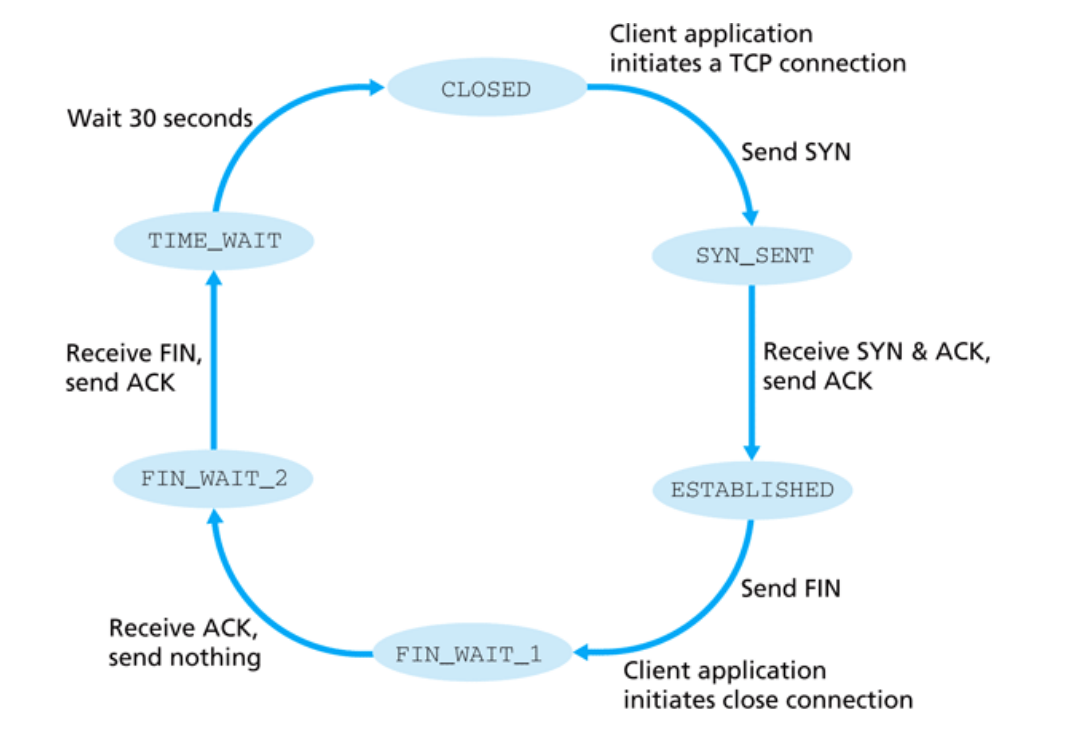 Client application
initiates a TCP connection
CLOSED
Wait 30 seconds
Send SYN
TIME_WAIT
SYN_SENT
Receive FIN,
send ACK
Receive SYN & ACK,
send ACK
FIN_WAIT_2
ESTABLISHED
Send FIN
Receive ACK,
send nothing
FIN_WAIT_1
Client application
initiates close connection